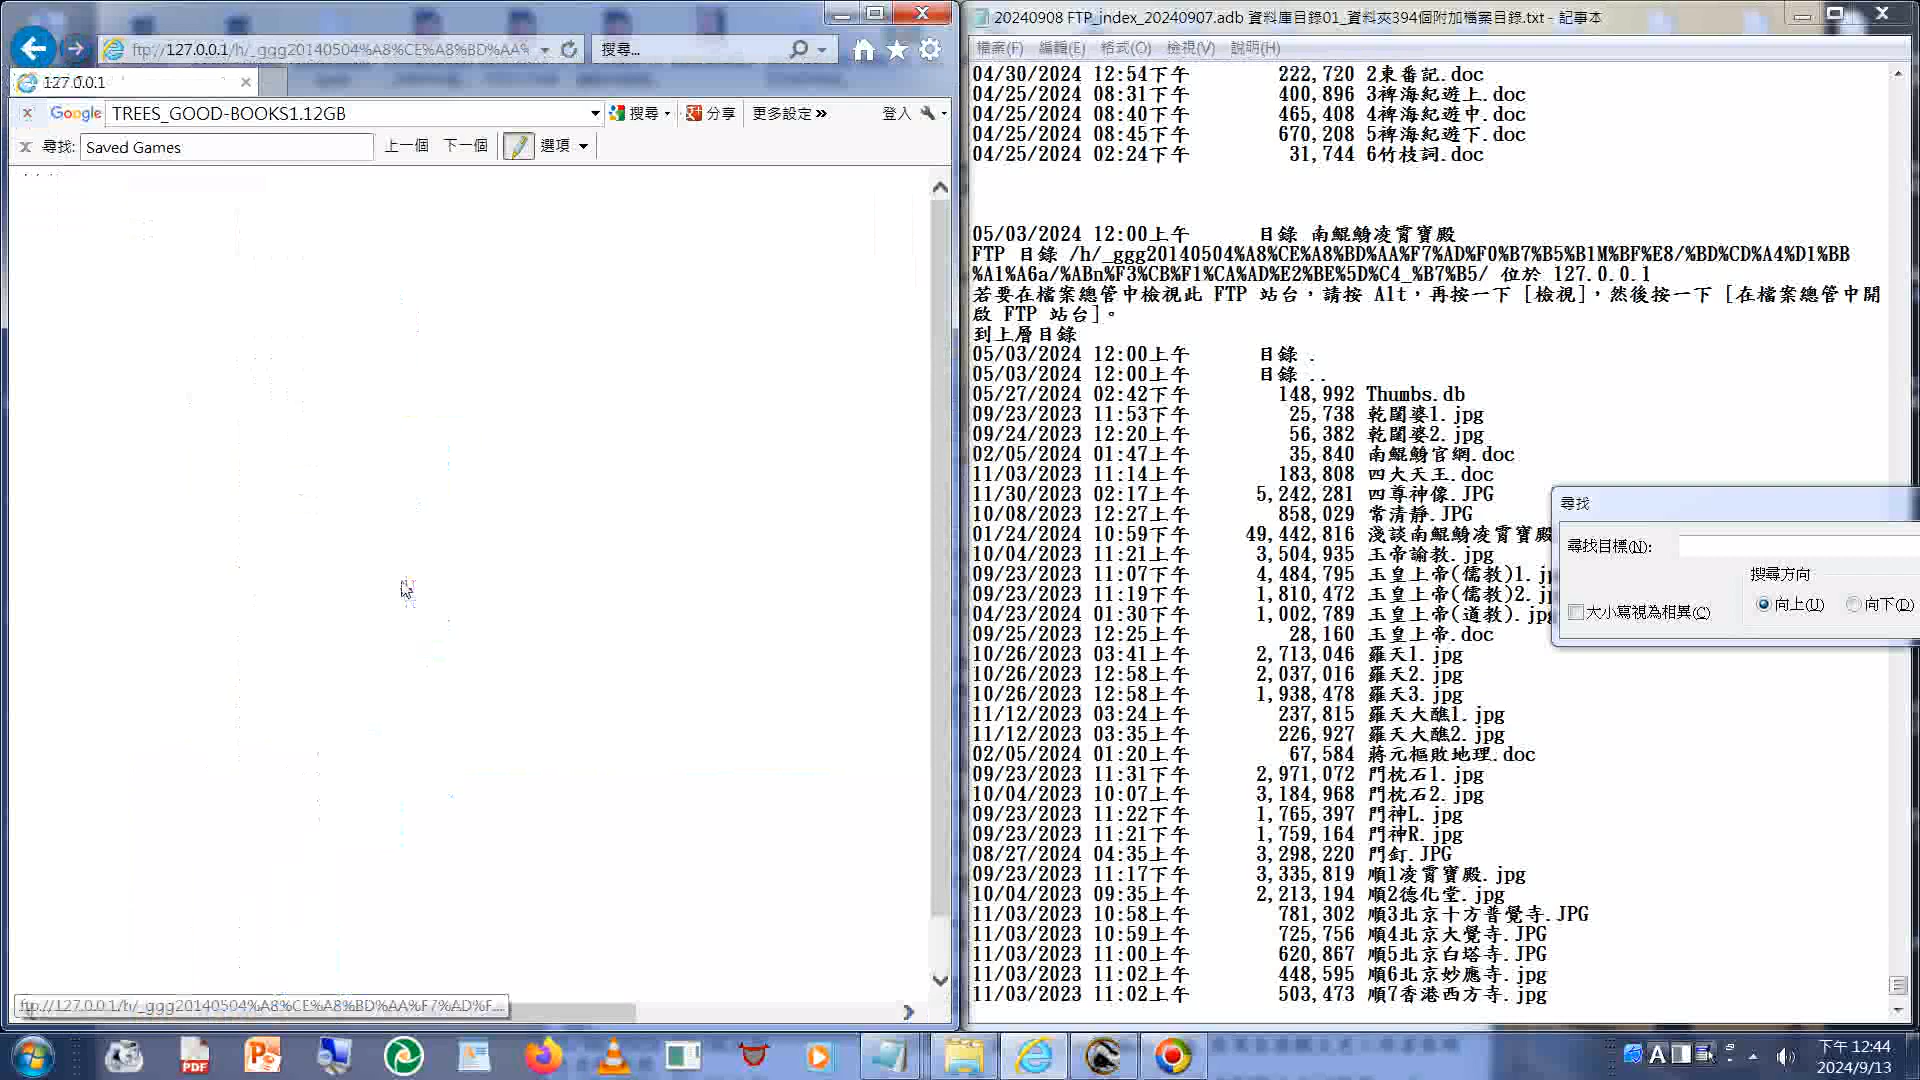 ftp://127.0.0.1/h/_ggg20140504%A8%CE%A8%BD%AA%
搜尋...
127.0.0.1
Google
TREES_GOOD-BOOKS1.12GB
搜尋
分享
更多設定 »
登入
x 尋找:
Saved Games
上一個
下一個
選項
ftp://127.0.0.1/h/_ggg20140504%A8%CE%A8%BD%AA%F7%AD%F...
20240908 FTP_index_20240907.adb 資料庫目錄01_資料夾394個附加檔案目錄.txt - 記事本
檔案(F) 編輯(E) 格式(O) 檢視(V) 說明(H)
04/30/2024 12:54下午 222,720 2東番記.doc
04/25/2024 08:31下午 400,896 3裨海紀遊上.doc
04/25/2024 08:40下午 465,408 4裨海紀遊中.doc
04/25/2024 08:45下午 670,208 5裨海紀遊下.doc
04/25/2024 02:24下午 31,744 6竹枝詞.doc
05/03/2024 12:00上午 目錄 南鯤鯓凌霄寶殿
FTP 目錄 /h/_ggg20140504%A8%CE%A8%BD%AA%F7%AD%F0%B7%B5%B1M%BF%E8/%BD%CD%A4%D1%BB
%A1%A6a/%ABn%F3%CB%F1%CA%AD%E2%BE%5D%C4_%B7%B5/ 位於 127.0.0.1
若要在檔案總管中檢視此 FTP 站台，請按 Alt，再按一下 [檢視]，然後按一下 [在檔案總管中開
啟 FTP 站台]。
到上層目錄
05/03/2024 12:00上午 目錄 .
05/03/2024 12:00上午 目錄 ..
05/27/2024 02:42下午 148,992 Thumbs.db
09/23/2023 11:53下午 25,738 乾闥婆1.jpg
09/24/2023 12:20上午 56,382 乾闥婆2.jpg
02/05/2024 01:47上午 35,840 南鯤鯓官網.doc
11/03/2023 11:14上午 183,808 四大天王.doc
11/30/2023 02:17上午 5,242,281 四尊神像.JPG
10/08/2023 12:27上午 858,029 常清靜.JPG
01/24/2024 10:59下午 49,442,816 淺談南鯤鯓凌霄寶殿
10/04/2023 11:21上午 3,504,935 玉帝諭教.jpg
09/23/2023 11:07下午 4,484,795 玉皇上帝(儒教)1.jp
09/23/2023 11:19下午 1,810,472 玉皇上帝(儒教)2.jp
04/23/2024 01:30下午 1,002,789 玉皇上帝(道教).jpg
09/25/2023 12:25上午 28,160 玉皇上帝.doc
10/26/2023 03:41上午 2,713,046 羅天1.jpg
10/26/2023 12:58上午 2,037,016 羅天2.jpg
10/26/2023 12:58上午 1,938,478 羅天3.jpg
11/12/2023 03:24上午 237,815 羅天大醮1.jpg
11/12/2023 03:35上午 226,927 羅天大醮2.jpg
02/05/2024 01:20上午 67,584 蔣元樞敗地理.doc
09/23/2023 11:31下午 2,971,072 門枕石1.jpg
10/04/2023 10:07上午 3,184,968 門枕石2.jpg
09/23/2023 11:22下午 1,765,397 門神L.jpg
09/23/2023 11:21下午 1,759,164 門神R.jpg
08/27/2024 04:35上午 3,298,220 門釘.JPG
09/23/2023 11:17下午 3,335,819 順1凌霄寶殿.jpg
10/04/2023 09:35上午 2,213,194 順2德化堂.jpg
11/03/2023 10:58上午 781,302 順3北京十方普覺寺.JPG
11/03/2023 10:59上午 725,756 順4北京大覺寺.JPG
11/03/2023 11:00上午 620,867 順5北京白塔寺.JPG
11/03/2023 11:02上午 448,595 順6北京妙應寺.jpg
11/03/2023 11:02上午 503,473 順7香港西方寺.jpg
尋找
尋找目標(N):
搜尋方向
大小寫視為相異(C)
向上(U) 向下(D)
PDF
A
下午 12:44
2024/9/13